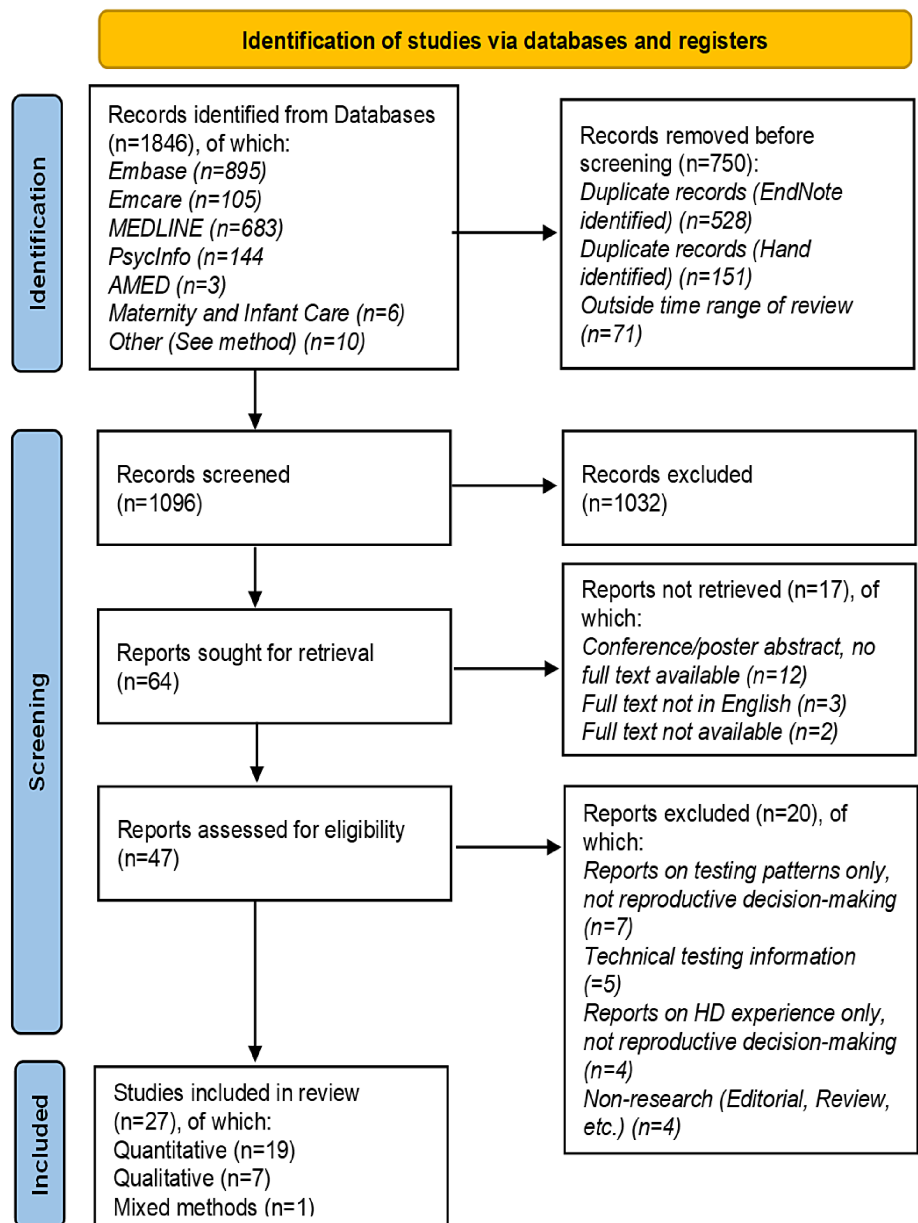 Identification of studies via databases and registers
Identification
Records identified from Databases
(n=1846), of which:
Embase (n=895)
Emcare (n=105)
MEDLINE (n=683)
PsycInfo (n=144
AMED (n=3)
Maternity and Infant Care (n=6)
Other (See method) (n=10)
Records removed before
screening (n=750):
Duplicate records (EndNote
identified) (n=528)
Duplicate records (Hand
identified) (n=151)
Outside time range of review
(n=71)
Screening
Records screened
(n=1096)
Records excluded
(n=1032)
Reports sought for retrieval
(n=64)
Reports not retrieved (n=17), of
which:
Conference/poster abstract, no
full text available (n=12)
Full text not in English (n=3)
Full text not available (n=2)
Reports assessed for eligibility
(n=47)
Reports excluded (n=20), of
which:
Reports on testing patterns only,
not reproductive decision-making
(n=7)
Technical testing information
(=5)
Reports on HD experience only,
not reproductive decision-making
(n=4)
Non-research (Editorial, Review,
etc.) (n=4)
Included
Studies included in review
(n=27), of which:
Quantitative (n=19)
Qualitative (n=7)
Mixed methods (n=1)